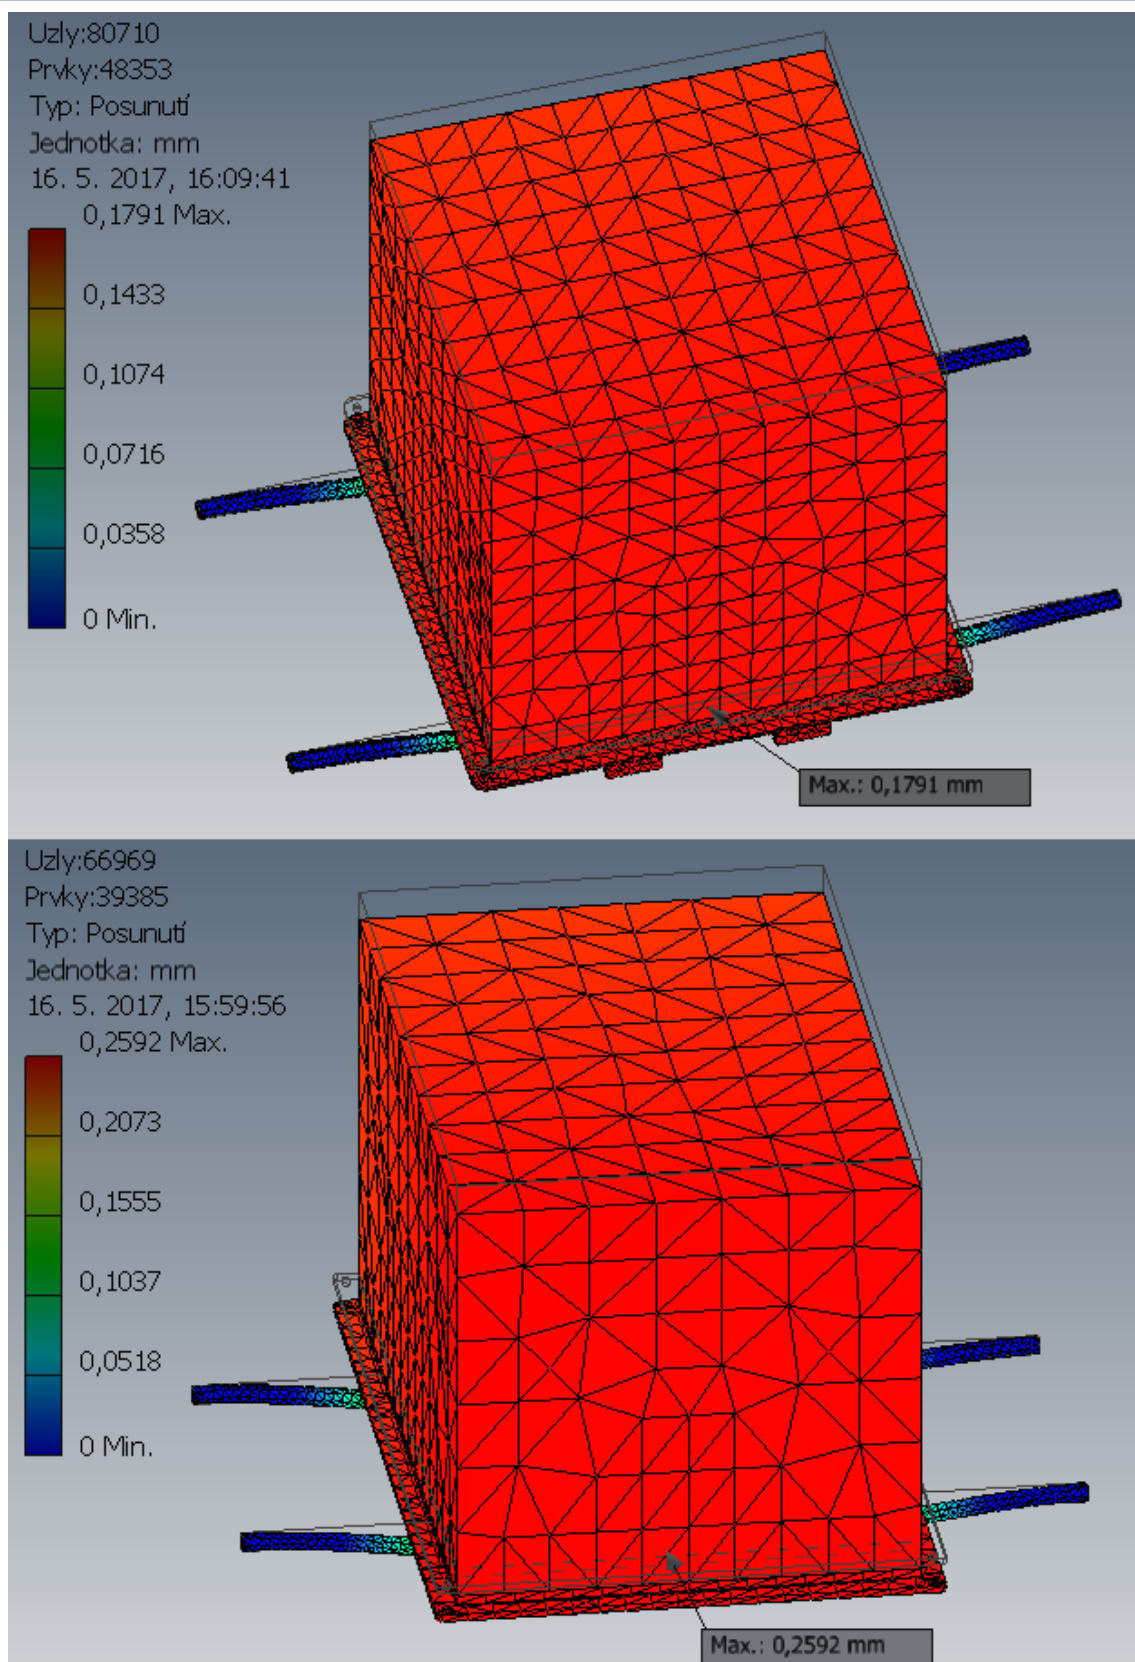 Uzly:80710
Prvky:48353
Typ: Posunutí
Jednotka: mm
16. 5. 2017, 16:09:41
0,1791 Max.
0,1433
0,1074
0,0716
0,0358
0 Min.
Max.: 0,1791 mm
Uzly:66969
Prvky:39385
Typ: Posunutí
Jednotka: mm
16. 5. 2017, 15:59:56
0,2592 Max.
0,2073
0,1555
0,1037
0,0518
0 Min.
Max.: 0,2592 mm